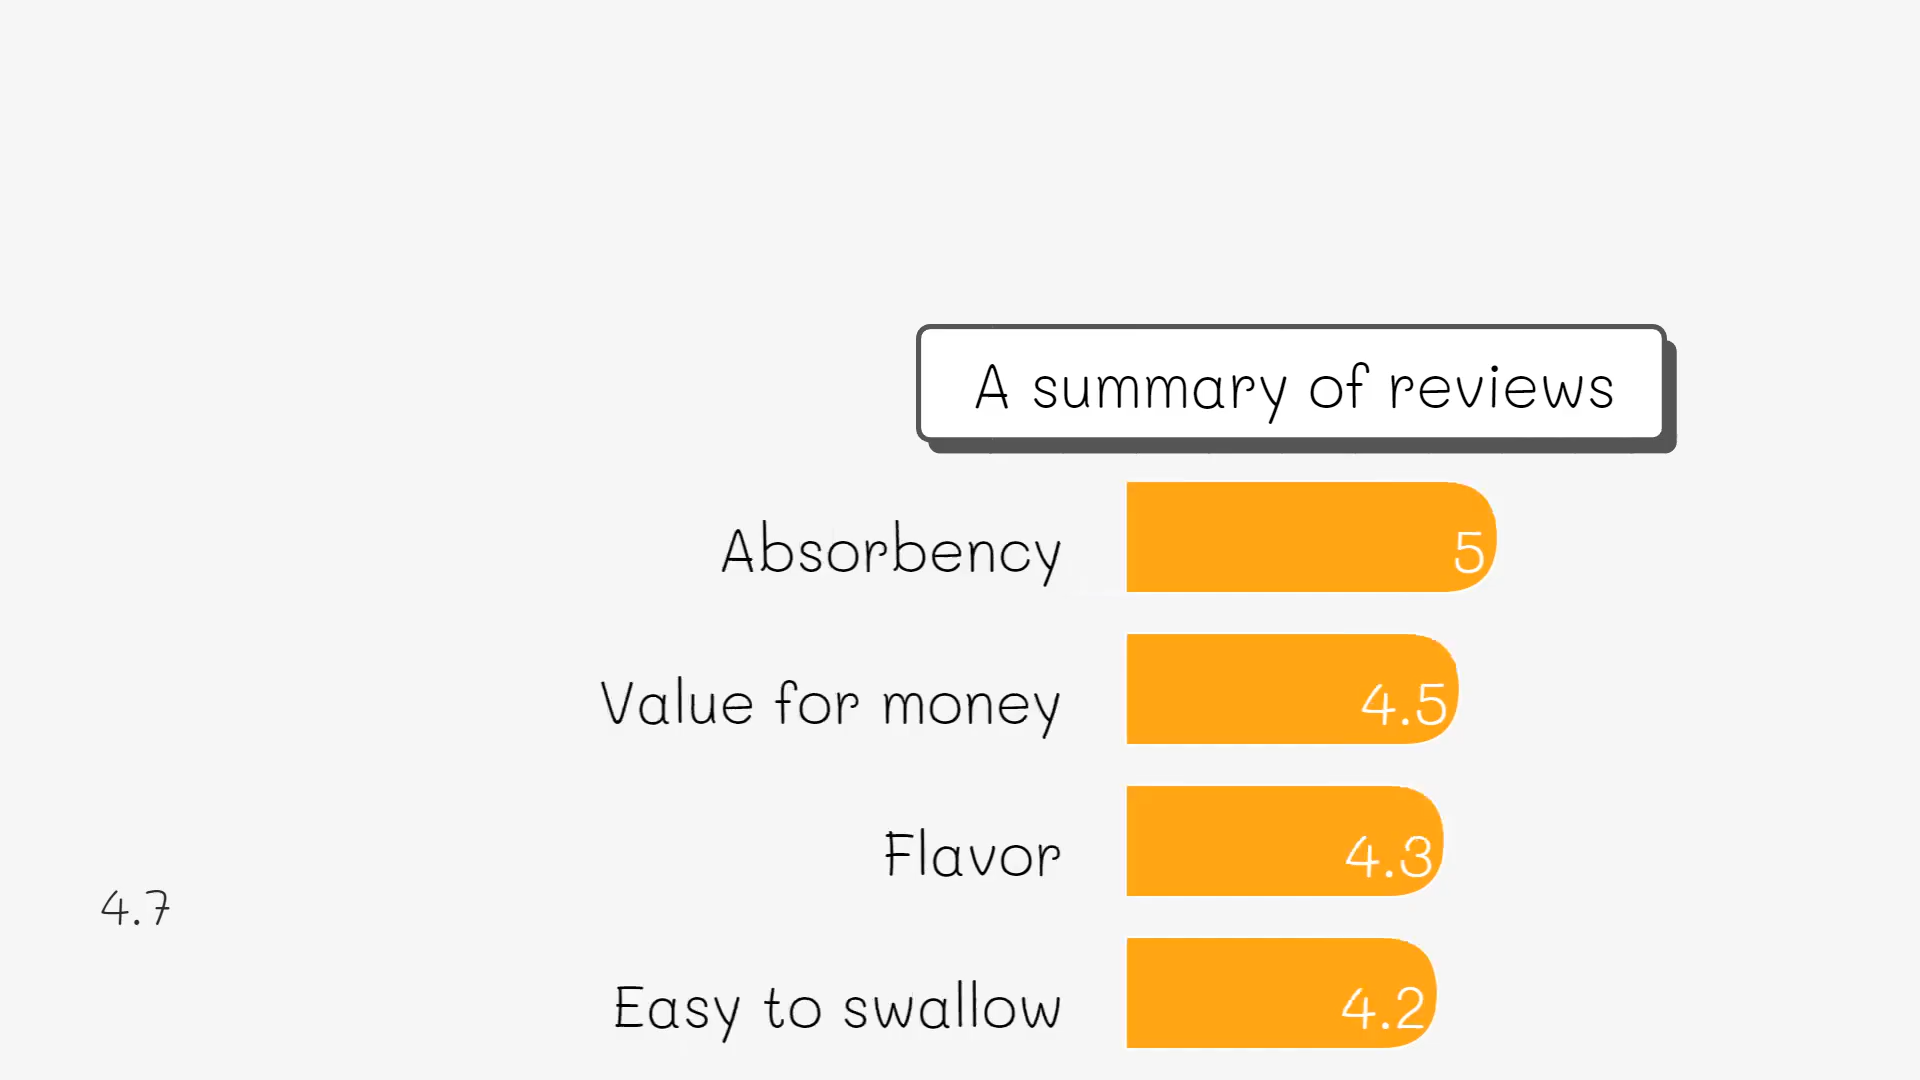 A summary of reviews
Absorbency 5
Value for money 4.5
Flavor 4.3
4.7
Easy to swallow 4.2